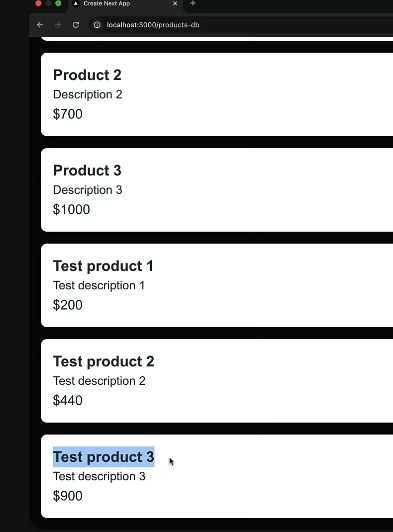 Create Next App
localhost:3000/products-db
Product 2
Description 2
$700
Product 3
Description 3
$1000
Test product 1
Test description 1
$200
Test product 2
Test description 2
$440
Test product 3
Test description 3
$900